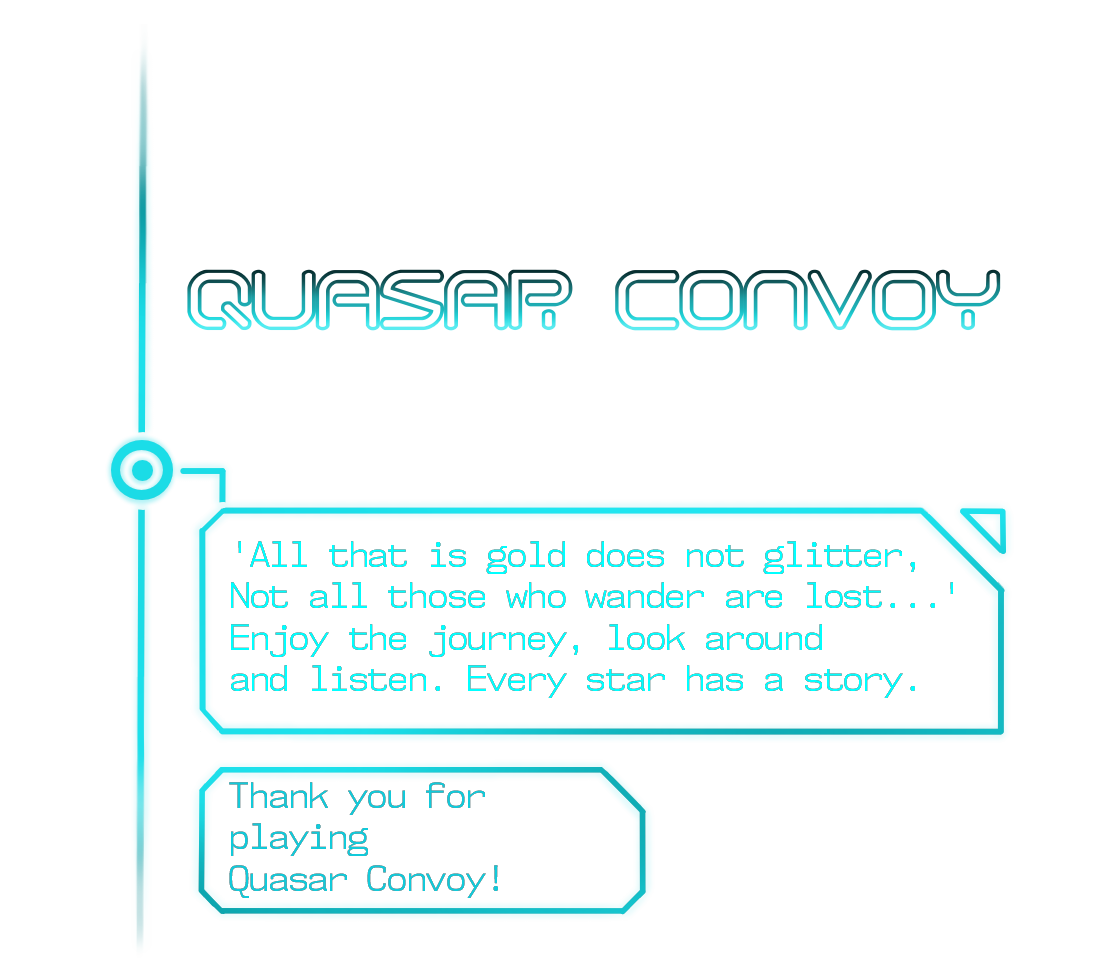 QUASAR CONVOY
'All that is gold does not glitter,
Not all those who wander are lost...'
Enjoy the journey, look around
and listen. Every star has a story.
Thank you for
playing
Quasar Convoy!